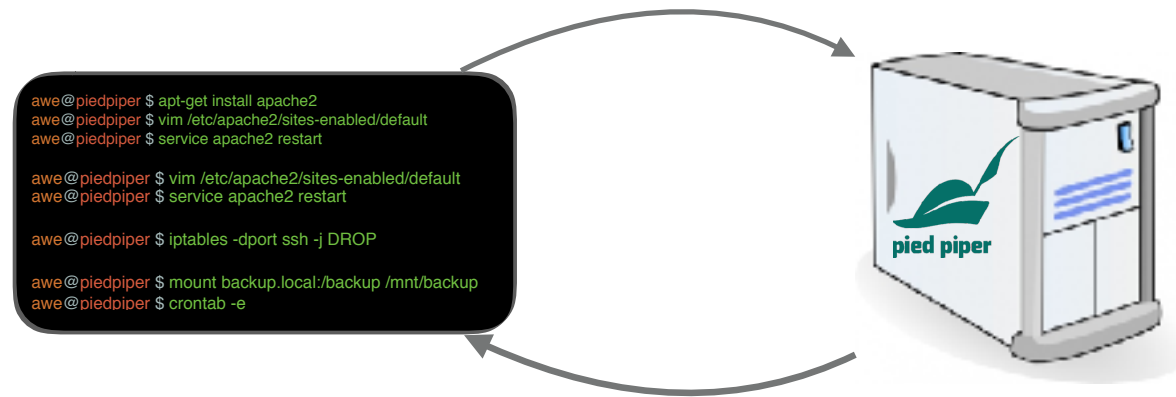 awe@piedpiper $ apt-get install apache2
awe@piedpiper $ vim /etc/apache2/sites-enabled/default
awe@piedpiper $ service apache2 restart
awe@piedpiper $ vim /etc/apache2/sites-enabled/default
awe@piedpiper $ service apache2 restart
awe@piedpiper $ iptables -dport ssh -j DROP
awe@piedpiper $ mount backup.local:/backup /mnt/backup
awe@piedpiper $ crontab -e
pied piper